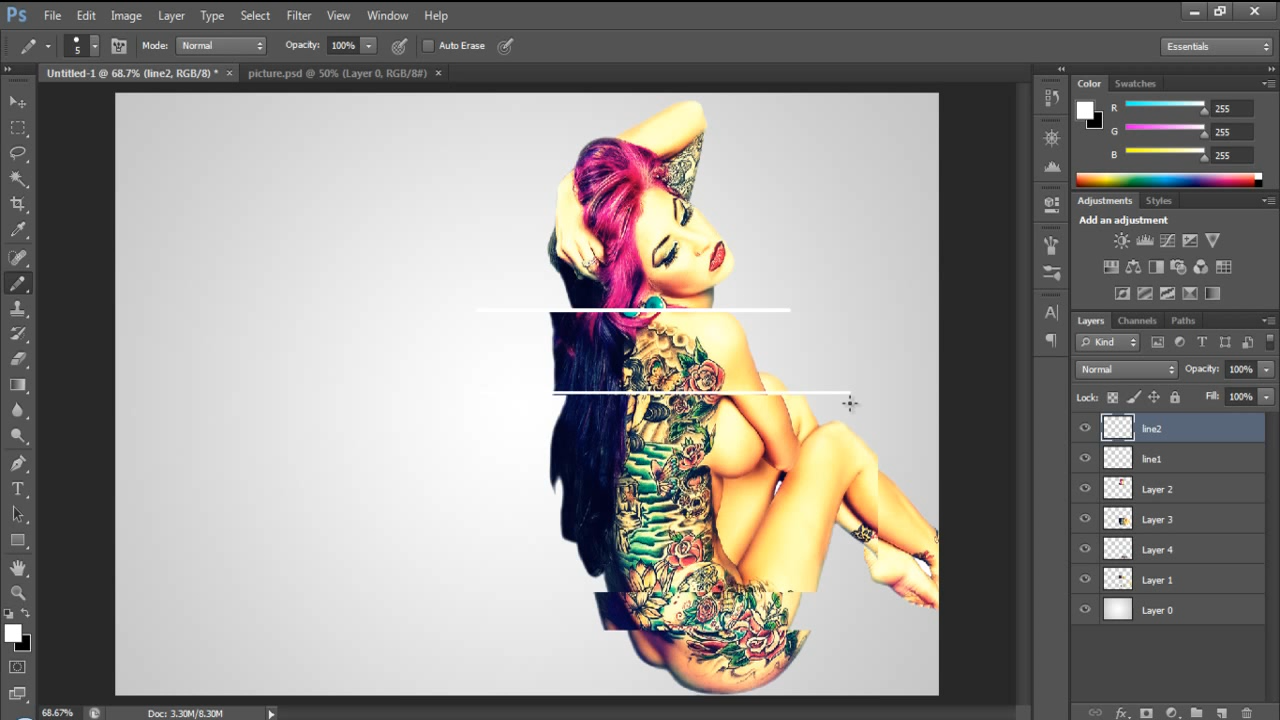 Ps File Edit Image Layer Type Select Filter View Window Help
5 Mode: Normal Opacity: 100% Auto Erase Essentials
Untitled-1 @ 68.7% (line2, RGB/8) * × picture.psd @ 50% (Layer 0, RGB/8#) ×
Color Swatches
R 255
G 255
B 255
Adjustments Styles
Add an adjustment
Layers Channels Paths
Kind
Normal Opacity: 100%
Lock: Fill: 100%
line2
line1
Layer 2
Layer 3
Layer 4
Layer 1
Layer 0
68.67% Doc: 3.30M/8.30M